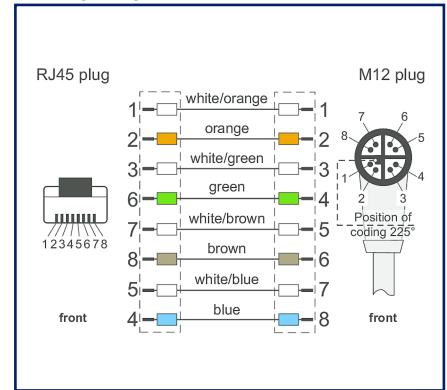 RJ45 plug
M12 plug
1 white/orange 1
2 orange 2
3 white/green 3
6 green 4
7 white/brown 5
8 brown 6
5 white/blue 7
4 blue 8
12345678
front
7 6
8 5
1 4
2 3
Position of
coding 225°
front